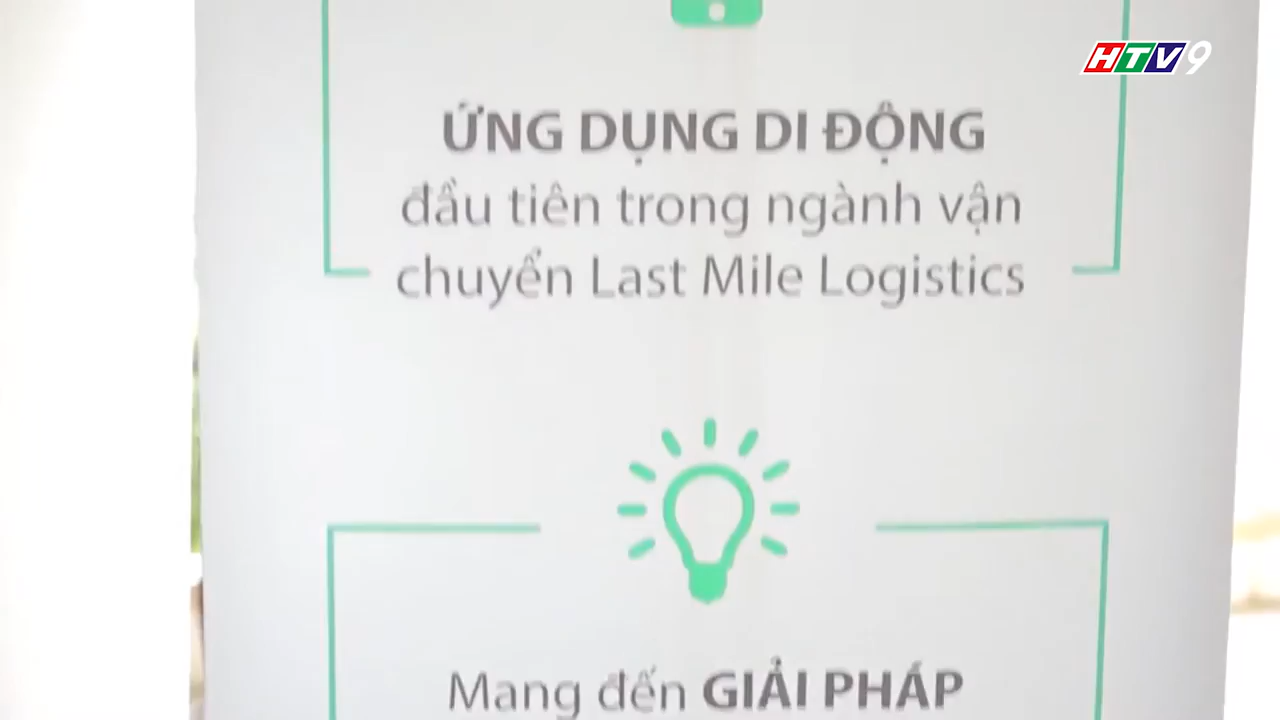 HTV9
ỨNG DỤNG DI ĐỘNG
đầu tiên trong ngành vận
chuyển Last Mile Logistics
Mang đến GIẢI PHÁP